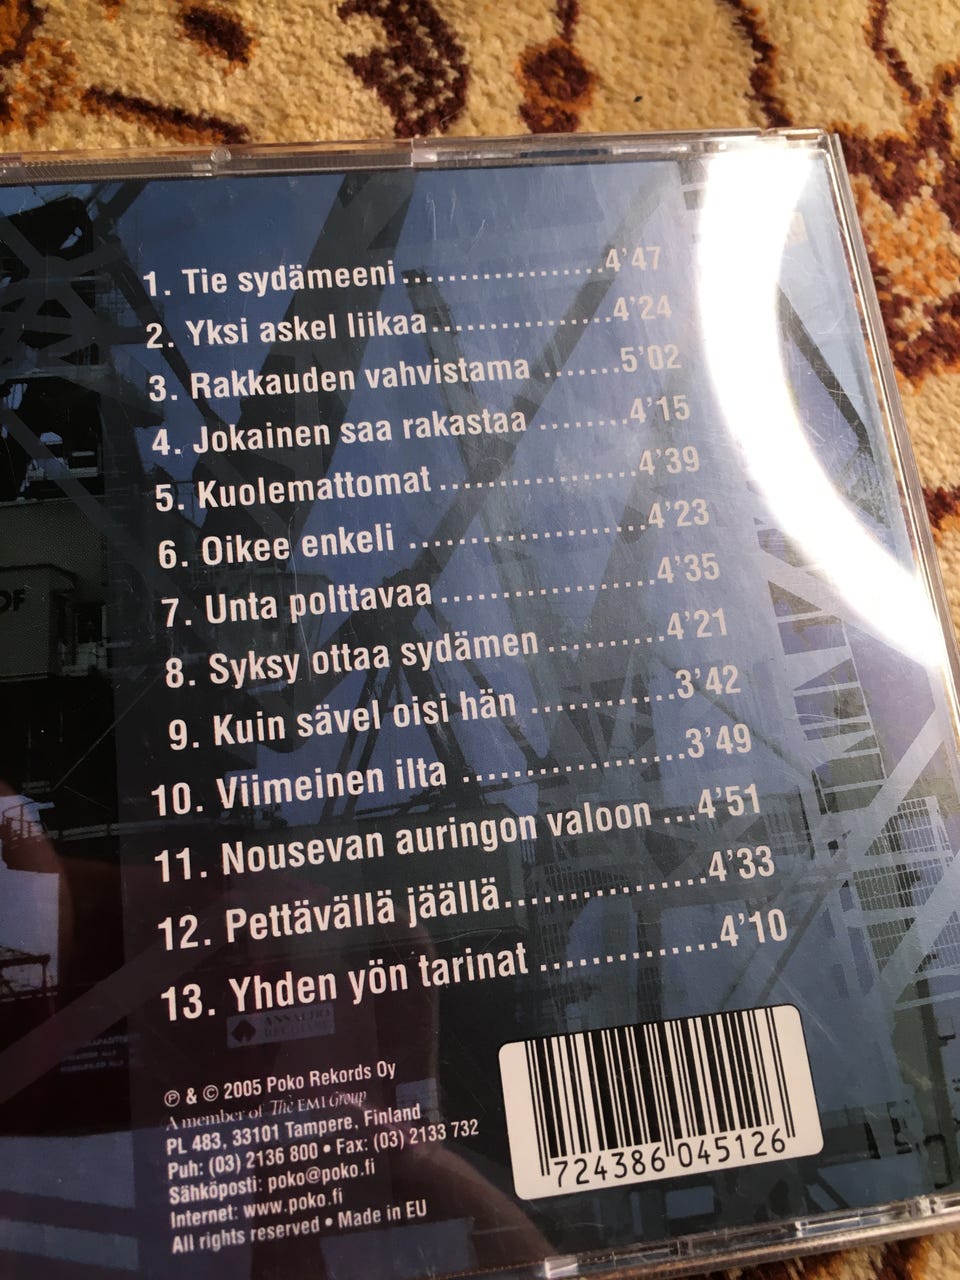 1. Tie sydämeeni................4'47
2. Yksi askel liikaa...............4'24
3. Rakkauden vahvistama .......5'02
4. Jokainen saa rakastaa ........4'15
5. Kuolemattomat .................4'39
6. Oikee enkeli ....................4'23
7. Unta polttavaa..................4'35
8. Syksy ottaa sydämen ..........4'21
9. Kuin sävel oisi hän ............3'42
10. Viimeinen ilta ..................3'49
11. Nousevan auringon valoon ...4'51
12. Pettävällä jäällä.................4'33
13. Yhden yön tarinat ..............4'10
℗ & © 2005 Poko Rekords Oy
A member of The EMI Group
PL 483, 33101 Tampere, Finland
Puh: (03) 2136 800 • Fax: (03) 2133 732
Sähköposti: poko@poko.fi
Internet: www.poko.fi
All rights reserved • Made in EU
724386 045126